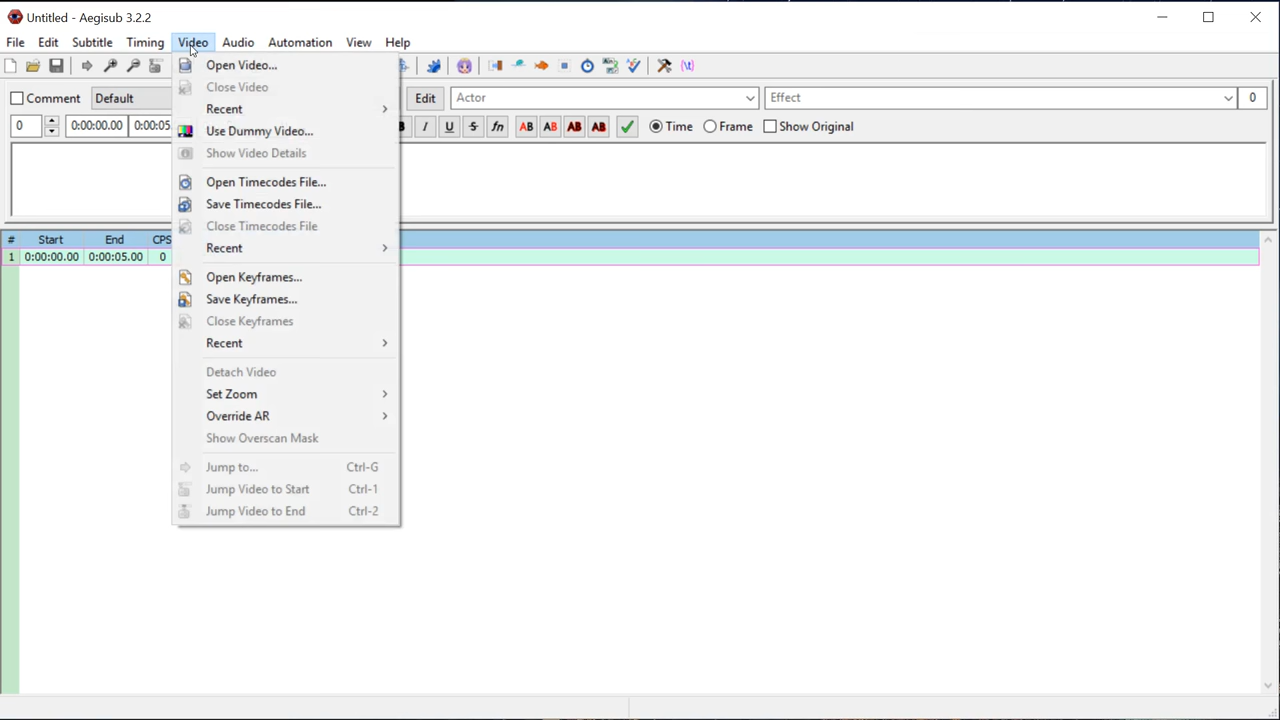 Untitled - Aegisub 3.2.2
File Edit Subtitle Timing Video Audio Automation View Help
Comment Default Edit Actor Effect 0
0 0:00:00.00 0:00:05 B I U S fn AB AB AB AB Time Frame Show Original
# Start End CPS
1 0:00:00.00 0:00:05.00 0
Open Video...
Close Video
Recent
Use Dummy Video...
Show Video Details
Open Timecodes File...
Save Timecodes File...
Close Timecodes File
Recent
Open Keyframes...
Save Keyframes...
Close Keyframes
Recent
Detach Video
Set Zoom
Override AR
Show Overscan Mask
Jump to... Ctrl-G
Jump Video to Start Ctrl-1
Jump Video to End Ctrl-2